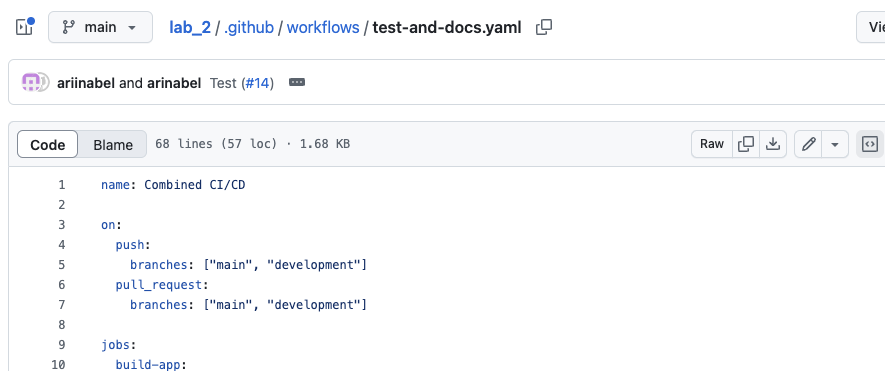 main lab_2 / .github / workflows / test-and-docs.yaml
ariinabel and arinabel Test (#14)
Code Blame 68 lines (57 loc) · 1.68 KB Raw
1 name: Combined CI/CD
2
3 on:
4 push:
5 branches: ["main", "development"]
6 pull_request:
7 branches: ["main", "development"]
8
9 jobs:
10 build-app: